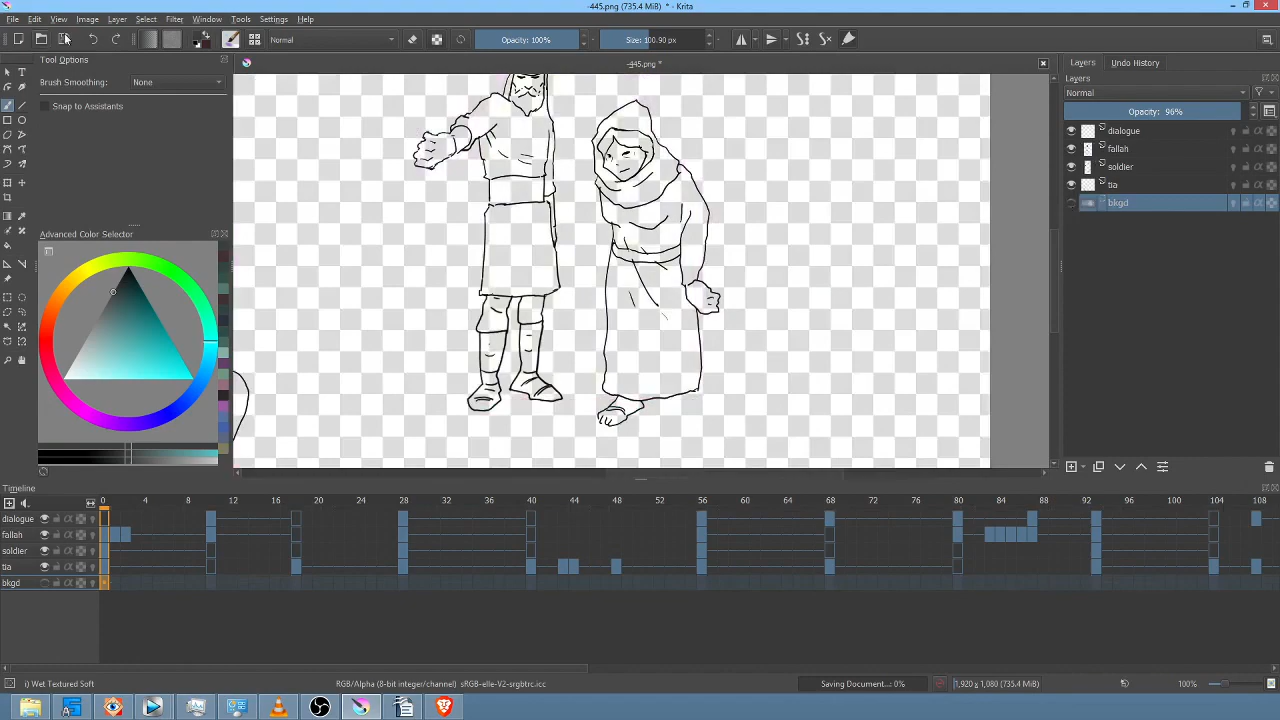 -445.png (735.4 MiB) * - Krita
File Edit View Image Layer Select Filter Window Tools Settings Help
Normal Opacity: 100% Size: 100.90 px
Tool Options
Brush Smoothing: None
Snap to Assistants
Advanced Color Selector
-445.png *
Layers Undo History
Layers
Normal
Opacity: 96%
dialogue
fallah
soldier
tia
bkgd
Timeline
0 4 8 12 16 20 24 28 32 36 40 44 48 52 56 60 64 68 72 76 80 84 88 92 96 100 104 108
dialogue
fallah
soldier
tia
bkgd
i) Wet Textured Soft RGB/Alpha (8-bit integer/channel) sRGB-elle-V2-srgbtrc.icc Saving Document...: 0% 1,920 x 1,080 (735.4 MiB) 100%